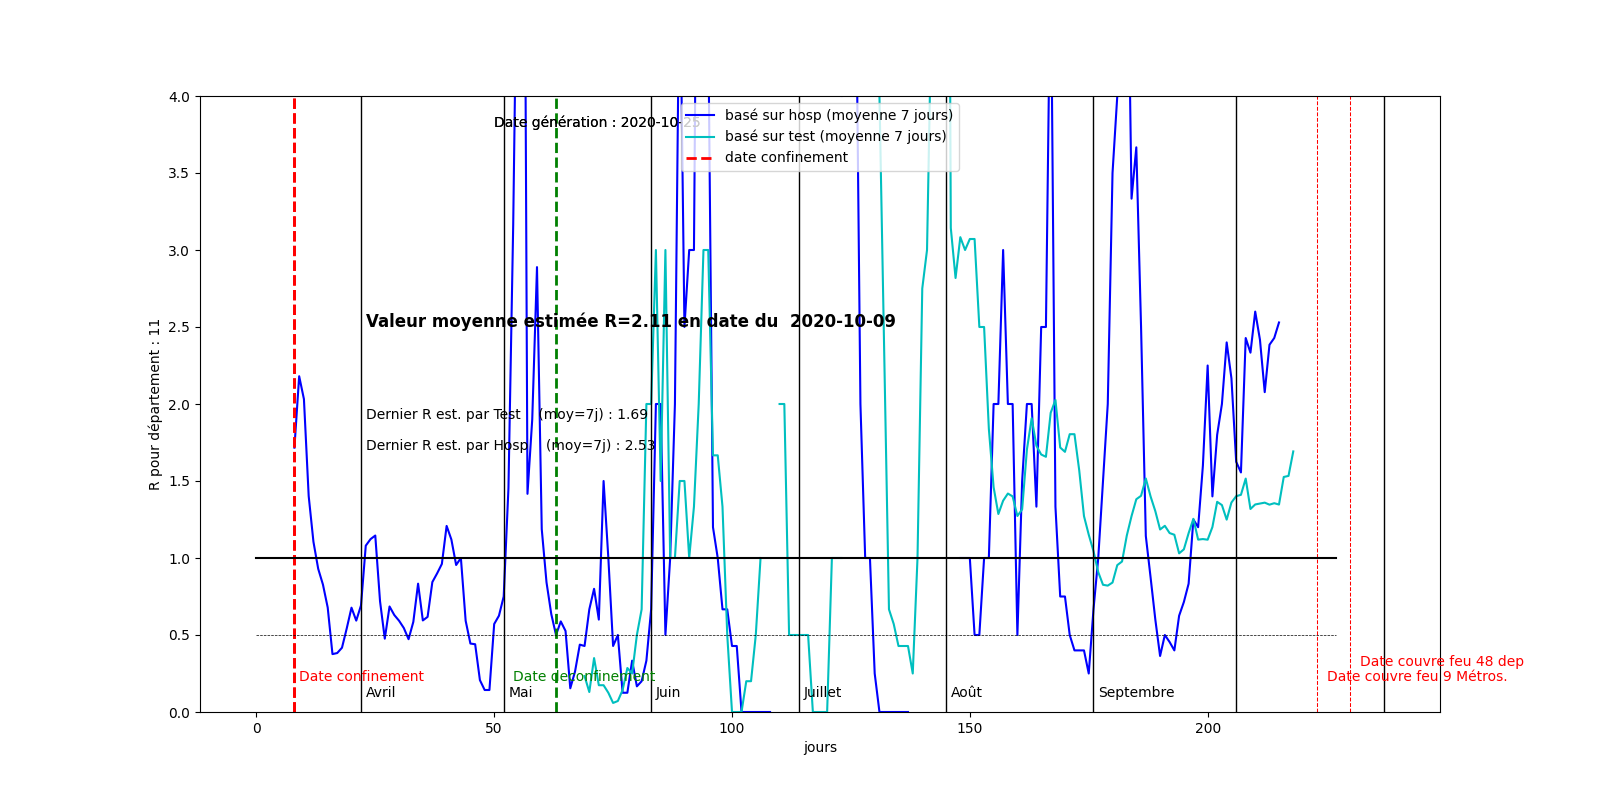 Date génération : 2020-10-25
basé sur hosp (moyenne 7 jours)
basé sur test (moyenne 7 jours)
date confinement
4.0
3.5
3.0
2.5
2.0
1.5
1.0
0.5
0.0
R pour département : 11
Valeur moyenne estimée R=2.11 en date du  2020-10-09
Dernier R est. par Test    (moy=7j) : 1.69
Dernier R est. par Hosp    (moy=7j) : 2.53
Date couvre feu 48 dep
Date confinement
Date deconfinement
Date couvre feu 9 Métros.
Avril
Mai
Juin
Juillet
Août
Septembre
0
50
100
150
200
jours